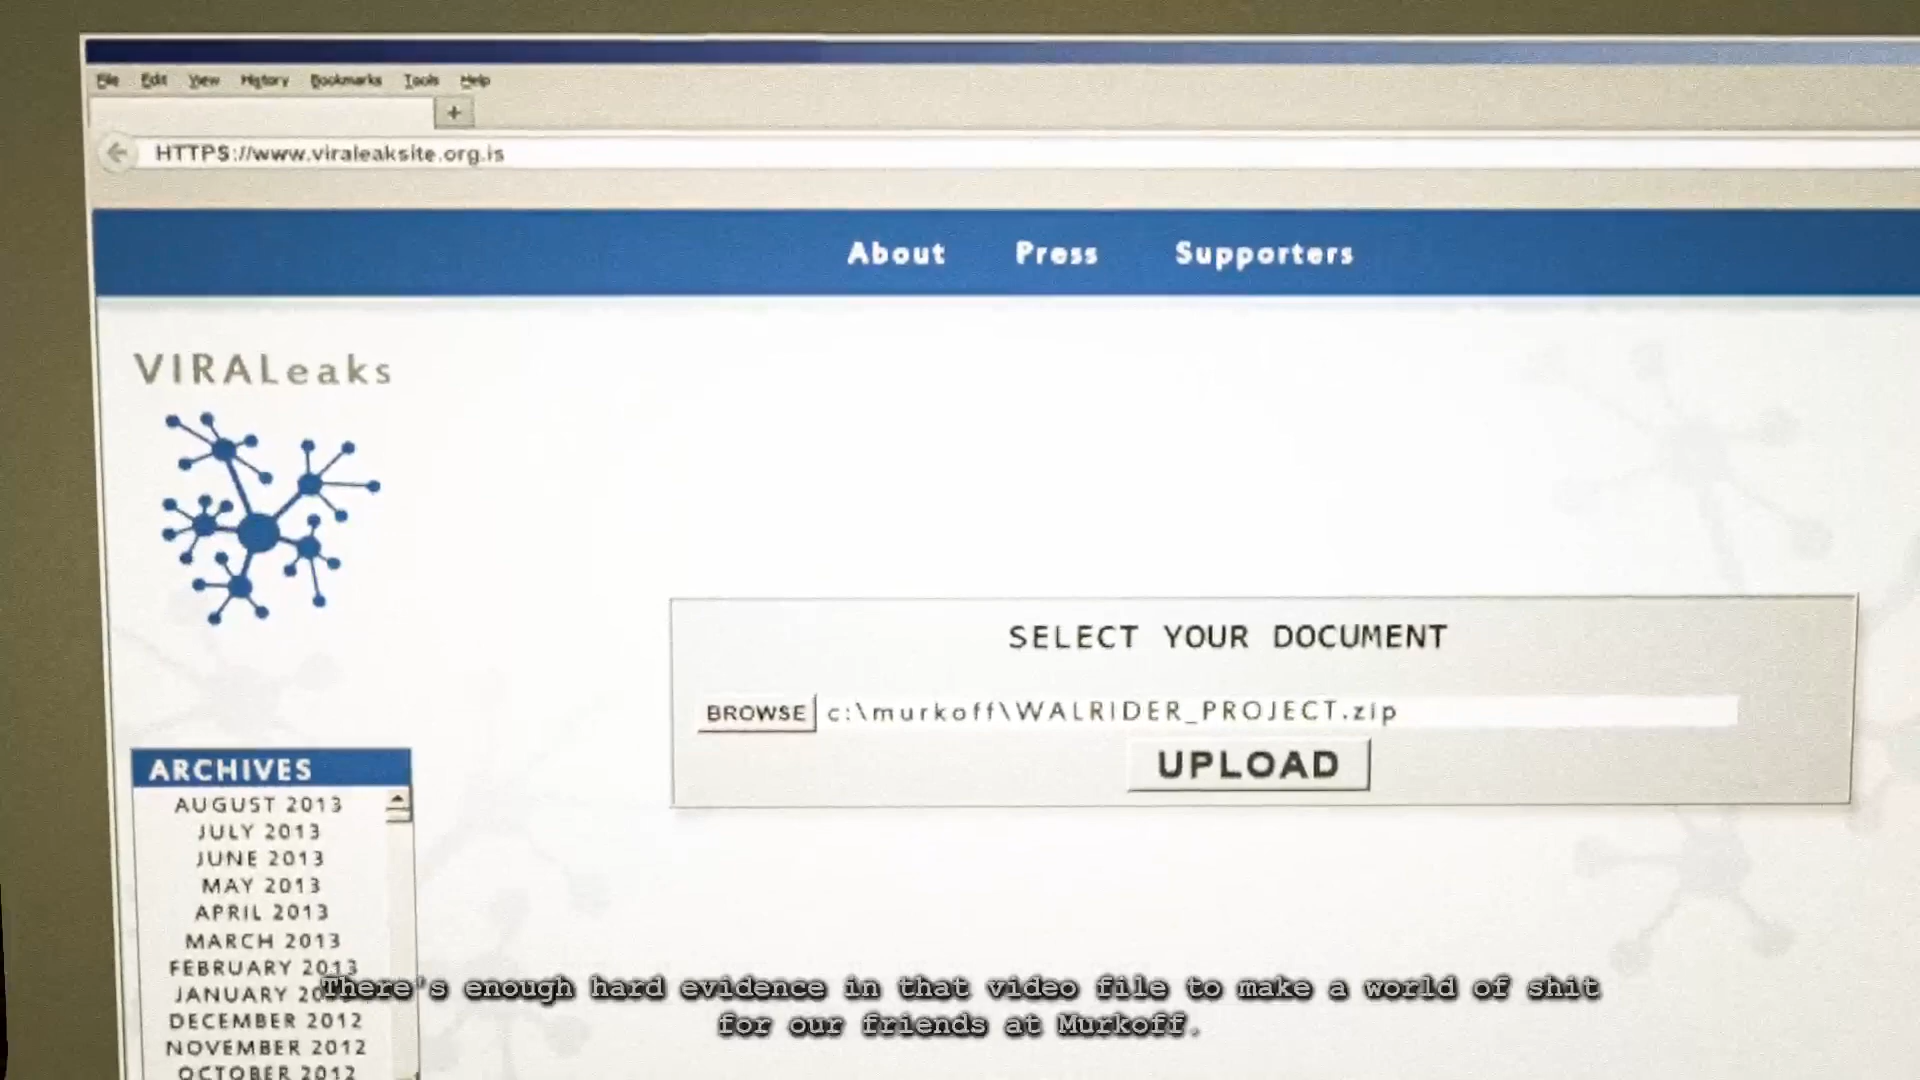 File Edit View History Bookmarks Tools Help
+
HTTPS://www.viraleaksite.org.is
About Press Supporters
VIRALeaks
SELECT YOUR DOCUMENT
BROWSE c:\murkoff\WALRIDER_PROJECT.zip
UPLOAD
ARCHIVES
AUGUST 2013
JULY 2013
JUNE 2013
MAY 2013
APRIL 2013
MARCH 2013
FEBRUARY 2013
JANUARY 20
DECEMBER 2012
NOVEMBER 2012
OCTOBER 2012
There's enough hard evidence in that video file to make a world of shit
for our friends at Murkoff.